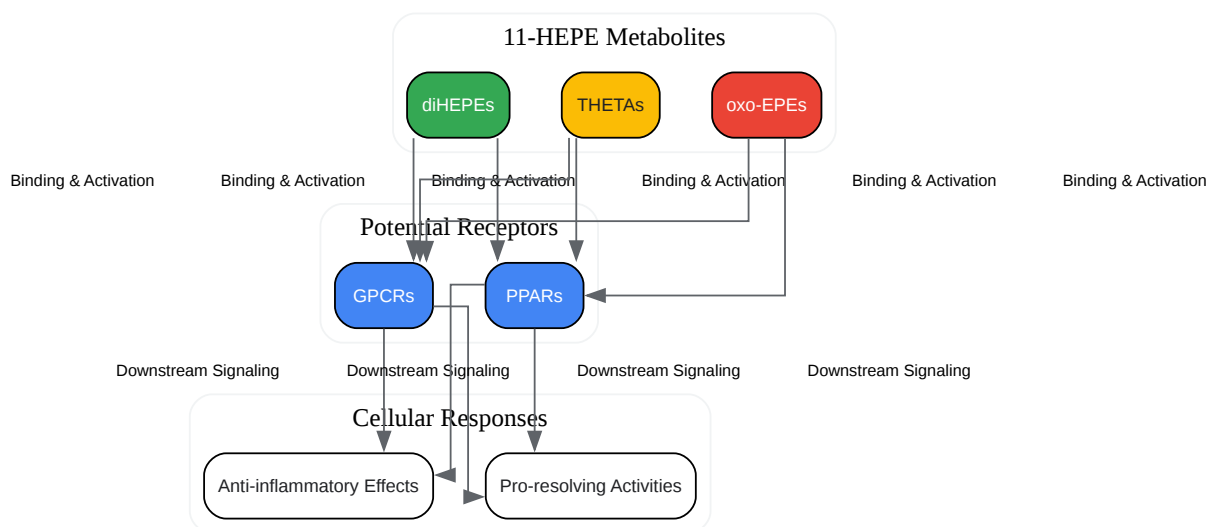 11-HEPE Metabolites
diHEPEs
THETAs
oxo-EPEs
Binding & Activation
Binding & Activation
Binding & Activation
Binding & Activation
Binding & Activation
Binding & Activation
Potential Receptors
GPCRs
PPARs
Downstream Signaling
Downstream Signaling
Downstream Signaling
Downstream Signaling
Cellular Responses
Anti-inflammatory Effects
Pro-resolving Activities